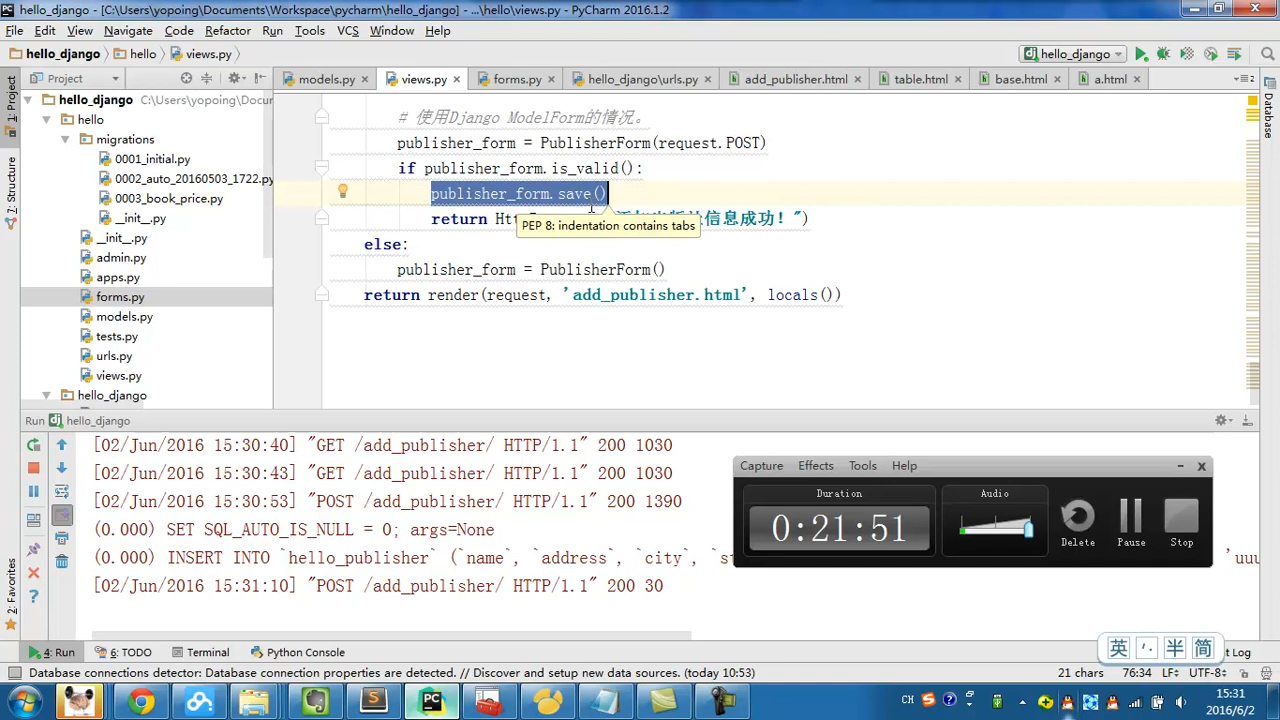 hello_django - [C:\Users\yopoing\Documents\Workspace\pycharm\hello_django] - ...\hello\views.py - PyCharm 2016.1.2
File Edit View Navigate Code Refactor Run Tools VCS Window Help
hello_django hello views.py hello_django
Project models.py views.py forms.py hello_django\urls.py add_publisher.html table.html base.html a.html
1: Project
Z: Structure
2: Favorites
Database
hello_django C:\Users\yopoing\Docum
hello
migrations
0001_initial.py
0002_auto_20160503_1722.py
0003_book_price.py
__init__.py
__init__.py
admin.py
apps.py
forms.py
models.py
tests.py
urls.py
views.py
hello_django
# 使用Django ModelForm的情况。
publisher_form = PublisherForm(request.POST)
if publisher_form.is_valid():
publisher_form.save()
return Htt 信息成功！")
PEP 8: indentation contains tabs
else:
publisher_form = PublisherForm()
return render(request, 'add_publisher.html', locals())
Run hello_django
[02/Jun/2016 15:30:40] "GET /add_publisher/ HTTP/1.1" 200 1030
[02/Jun/2016 15:30:43] "GET /add_publisher/ HTTP/1.1" 200 1030
[02/Jun/2016 15:30:53] "POST /add_publisher/ HTTP/1.1" 200 1390
(0.000) SET SQL_AUTO_IS_NULL = 0; args=None
(0.000) INSERT INTO `hello_publisher` (`name`, `address`, `city`, `st 'uuu
[02/Jun/2016 15:31:10] "POST /add_publisher/ HTTP/1.1" 200 30
Capture Effects Tools Help
Duration
0:21:51
Audio
Delete Pause Stop
英 半 简
4: Run 6: TODO Terminal Python Console t Log
Database connections detector: Database connection properties are detected. // Discover and setup new data sources. (today 10:53) 21 chars 76:34 LF÷ UTF-8÷
CH 15:31
2016/6/2